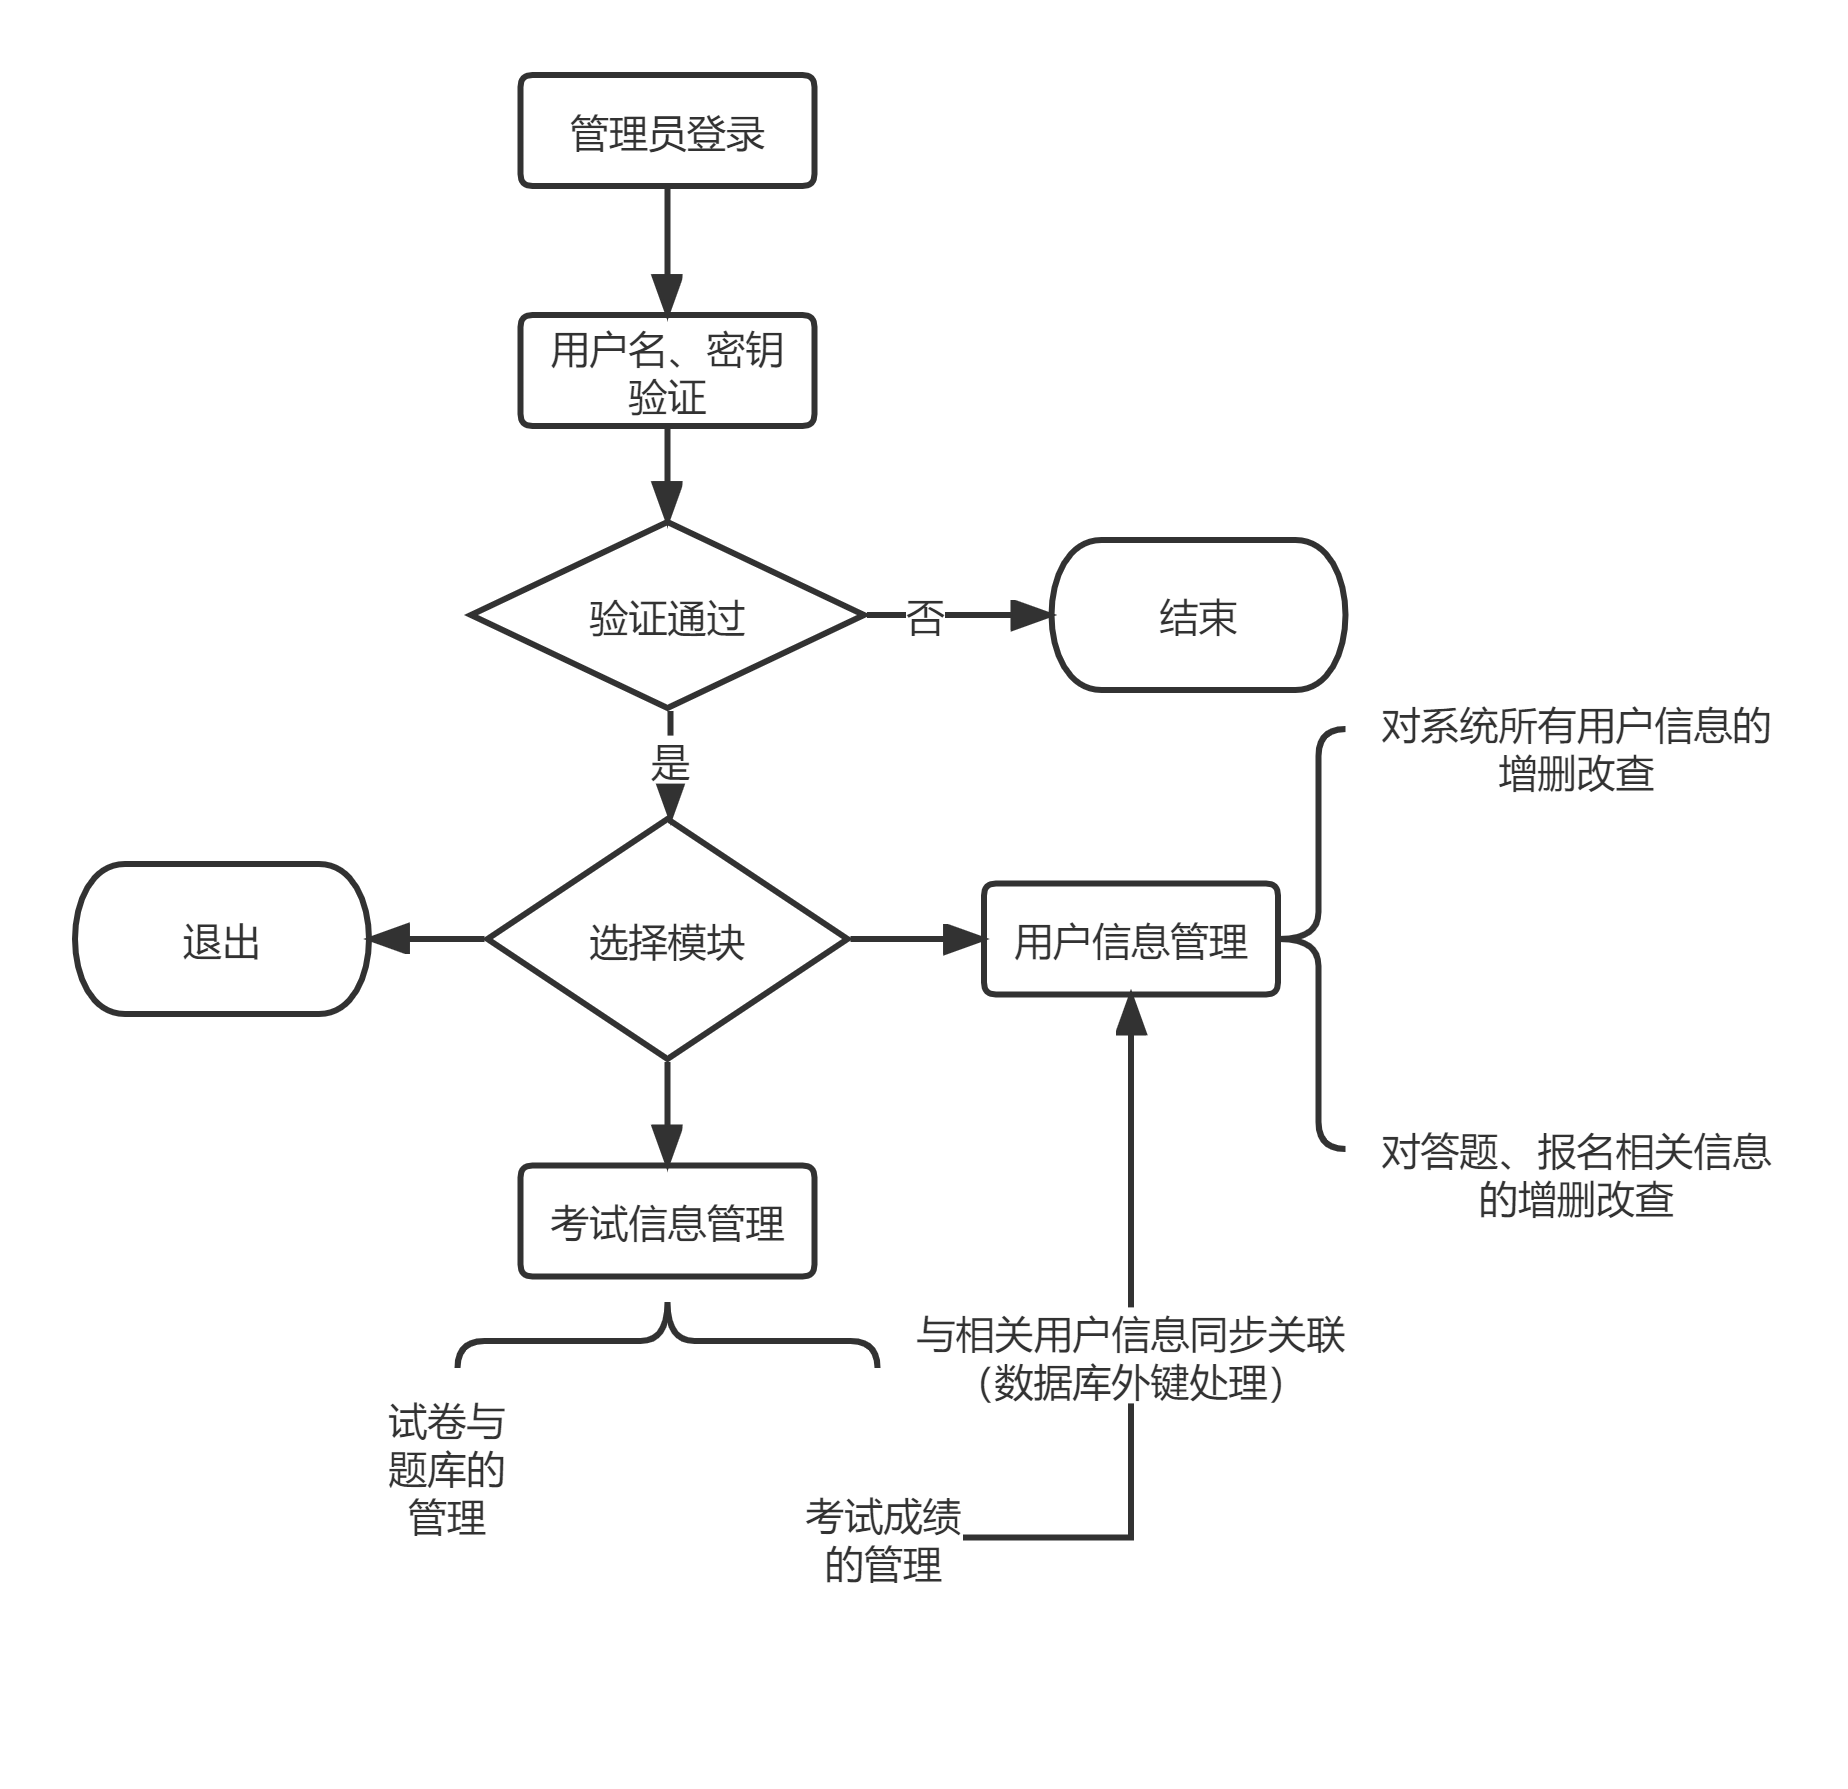 管理员登录
用户名、密钥
验证
验证通过
否
结束
是
对系统所有用户信息的
增删改查
退出
选择模块
用户信息管理
对答题、报名相关信息
的增删改查
考试信息管理
与相关用户信息同步关联
（数据库外键处理）
试卷与
题库的
管理
考试成绩
的管理